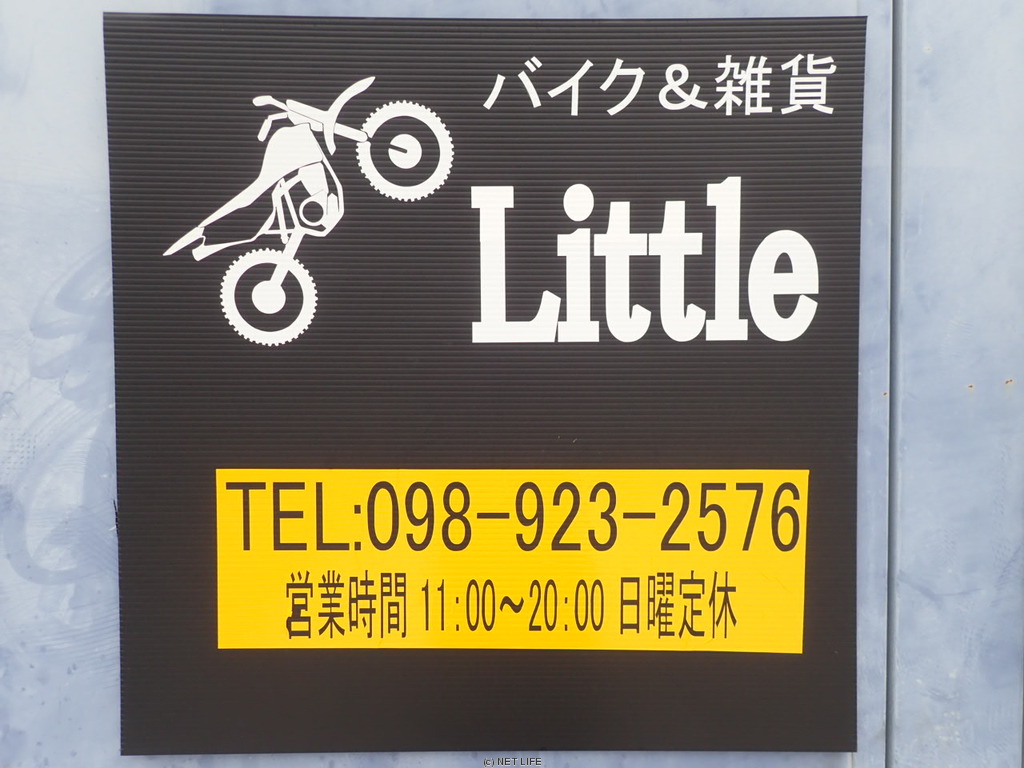 バイク&雑貨
Little
TEL:098-923-2576
営業時間 11:00~20:00 日曜定休
(c) NET LIFE